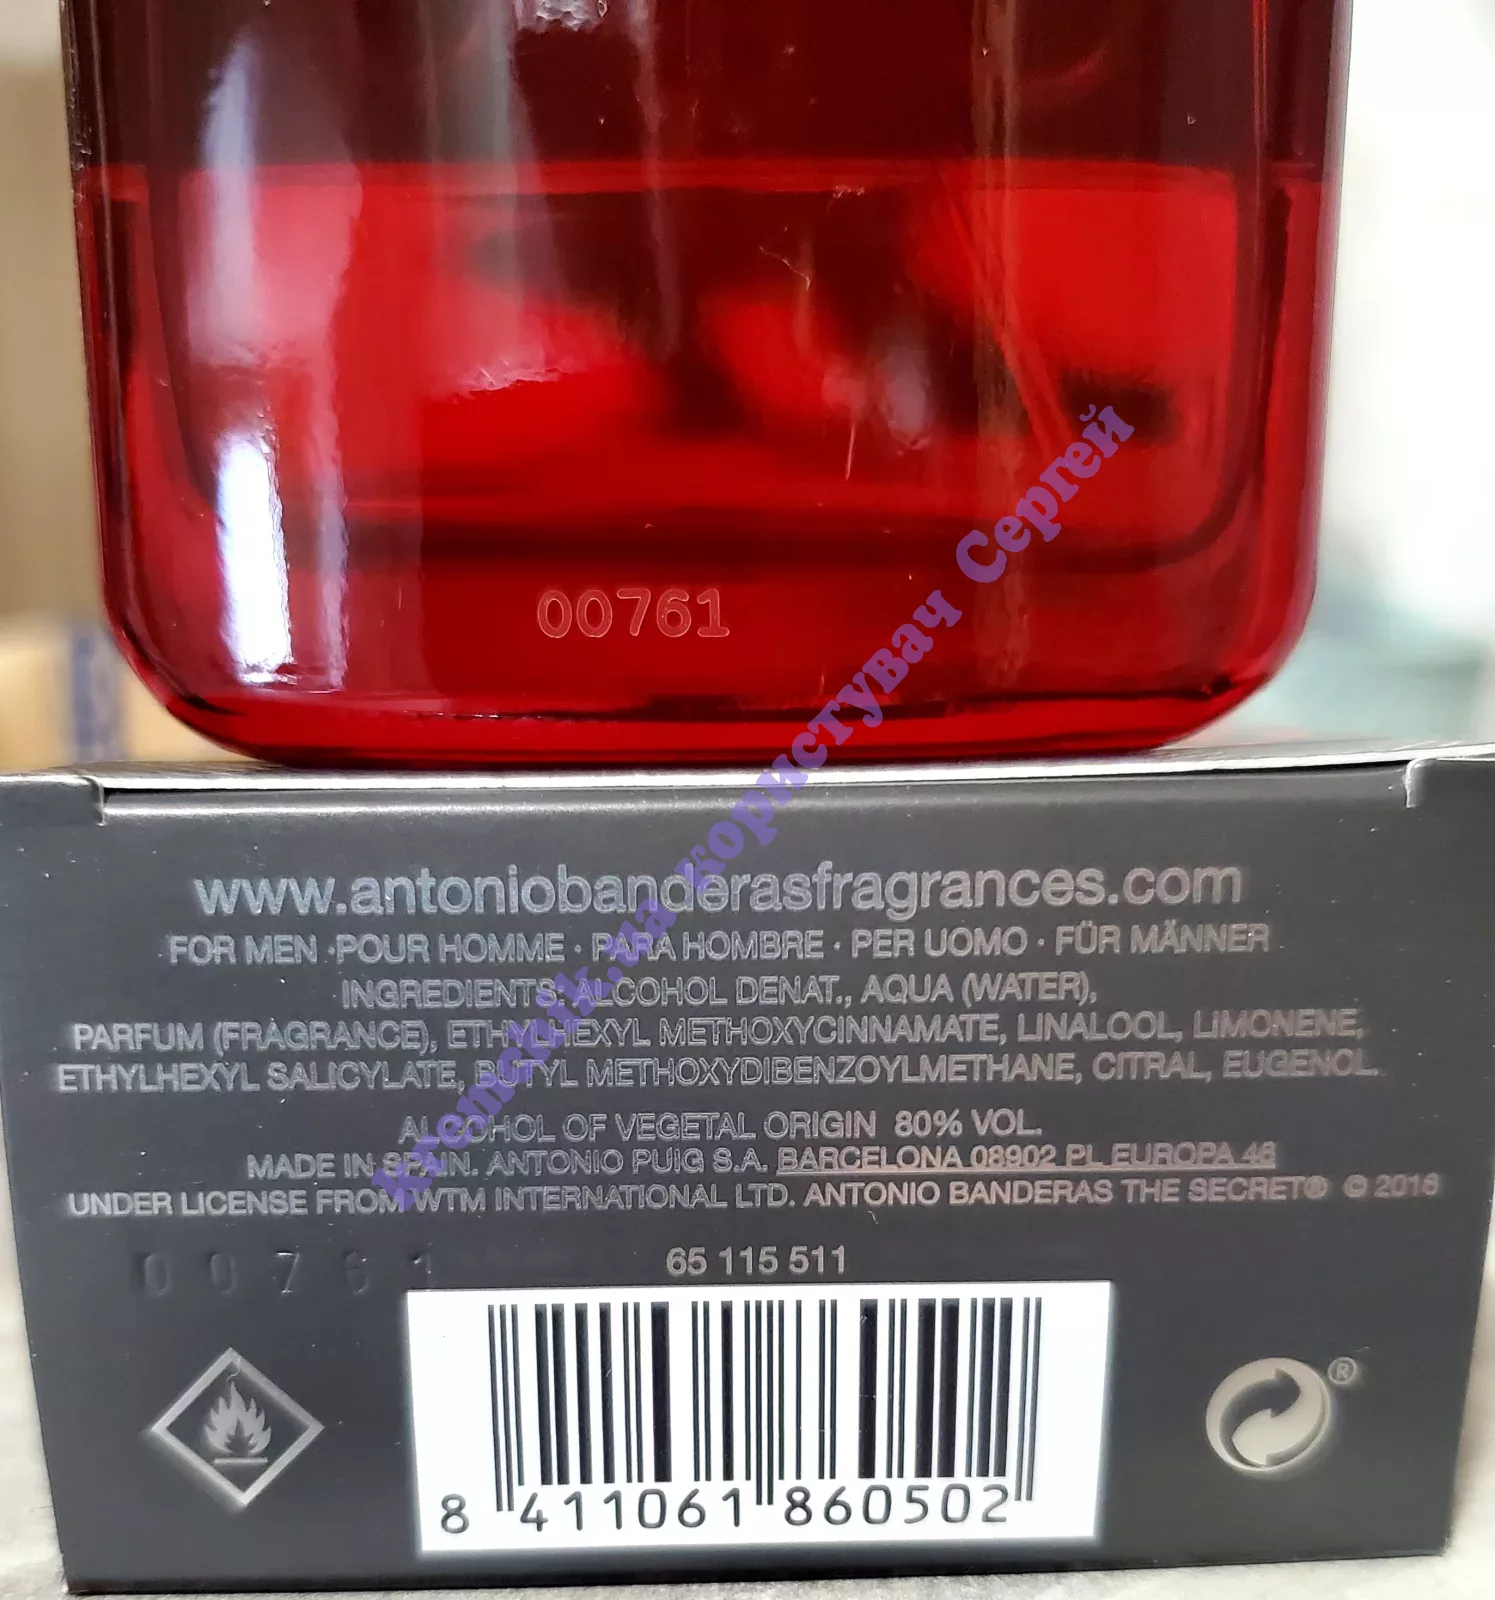 00761
kremchik.ua користувач Сергей
www.antoniobanderasfragrances.com
FOR MEN · POUR HOMME · PARA HOMBRE · PER UOMO · FÜR MÄNNER
INGREDIENTS: ALCOHOL DENAT., AQUA (WATER),
PARFUM (FRAGRANCE), ETHYLHEXYL METHOXYCINNAMATE, LINALOOL, LIMONENE,
ETHYLHEXYL SALICYLATE, BUTYL METHOXYDIBENZOYLMETHANE, CITRAL, EUGENOL.
ALCOHOL OF VEGETAL ORIGIN 80% VOL.
MADE IN SPAIN. ANTONIO PUIG S.A. BARCELONA 08902 PL EUROPA 46
UNDER LICENSE FROM WTM INTERNATIONAL LTD. ANTONIO BANDERAS THE SECRET® © 2016
00761
65 115 511
8 411061 860502
®